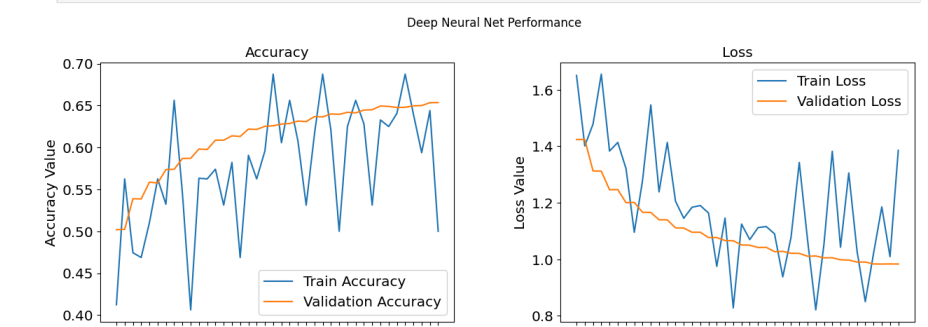 Deep Neural Net Performance
Accuracy
Accuracy Value
0.70
0.65
0.60
0.55
0.50
0.45
0.40
Train Accuracy
Validation Accuracy
Loss
Loss Value
1.6
1.4
1.2
1.0
0.8
Train Loss
Validation Loss